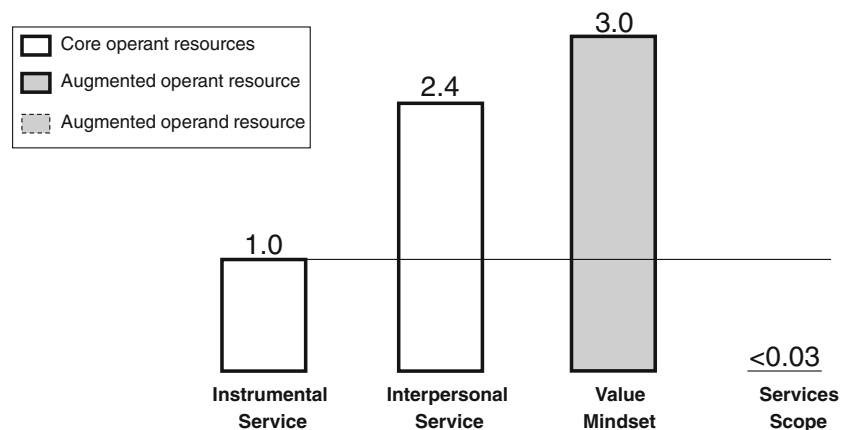 Core operant resources
Augmented operant resource
Augmented operand resource
3.0
2.4
1.0
<0.03
Instrumental Service
Interpersonal Service
Value Mindset
Services Scope